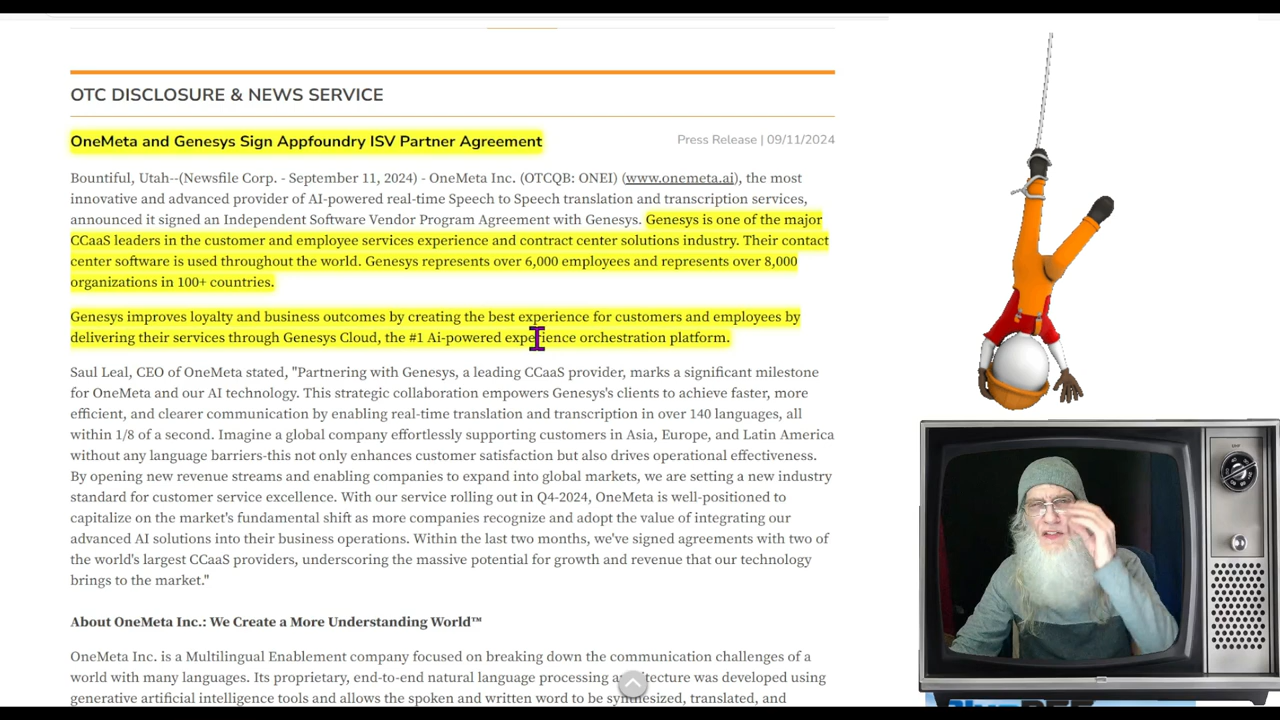 OTC DISCLOSURE & NEWS SERVICE
OneMeta and Genesys Sign Appfoundry ISV Partner Agreement
Press Release | 09/11/2024
Bountiful, Utah--(Newsfile Corp. - September 11, 2024) - OneMeta Inc. (OTCQB: ONEI) (www.onemeta.ai), the most
innovative and advanced provider of AI-powered real-time Speech to Speech translation and transcription services,
announced it signed an Independent Software Vendor Program Agreement with Genesys. Genesys is one of the major
CCaaS leaders in the customer and employee services experience and contract center solutions industry. Their contact
center software is used throughout the world. Genesys represents over 6,000 employees and represents over 8,000
organizations in 100+ countries.
Genesys improves loyalty and business outcomes by creating the best experience for customers and employees by
delivering their services through Genesys Cloud, the #1 Ai-powered experience orchestration platform.
Saul Leal, CEO of OneMeta stated, "Partnering with Genesys, a leading CCaaS provider, marks a significant milestone
for OneMeta and our AI technology. This strategic collaboration empowers Genesys's clients to achieve faster, more
efficient, and clearer communication by enabling real-time translation and transcription in over 140 languages, all
within 1/8 of a second. Imagine a global company effortlessly supporting customers in Asia, Europe, and Latin America
without any language barriers-this not only enhances customer satisfaction but also drives operational effectiveness.
By opening new revenue streams and enabling companies to expand into global markets, we are setting a new industry
standard for customer service excellence. With our service rolling out in Q4-2024, OneMeta is well-positioned to
capitalize on the market's fundamental shift as more companies recognize and adopt the value of integrating our
advanced AI solutions into their business operations. Within the last two months, we've signed agreements with two of
the world's largest CCaaS providers, underscoring the massive potential for growth and revenue that our technology
brings to the market."
About OneMeta Inc.: We Create a More Understanding World™
OneMeta Inc. is a Multilingual Enablement company focused on breaking down the communication challenges of a
world with many languages. Its proprietary, end-to-end natural language processing architecture was developed using
generative artificial intelligence tools and allows the spoken and written word to be synthesized, translated, and